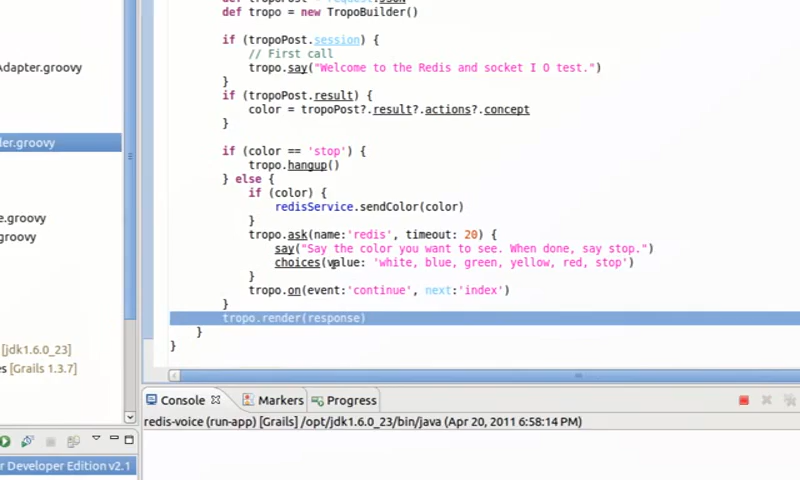 def tropo = new TropoBuilder()
if (tropoPost.session) {
// First call
tropo.say("Welcome to the Redis and socket I O test.")
}
if (tropoPost.result) {
color = tropoPost?.result?.actions?.concept
}
if (color == 'stop') {
tropo.hangup()
} else {
if (color) {
redisService.sendColor(color)
}
tropo.ask(name:'redis', timeout: 20) {
say("Say the color you want to see. When done, say stop.")
choices(value: 'white, blue, green, yellow, red, stop')
}
tropo.on(event:'continue', next:'index')
}
tropo.render(response)
}
}
Adapter.groovy
ler.groovy
e.groovy
.groovy
[jdk1.6.0_23]
es [Grails 1.3.7]
r Developer Edition v2.1
Console Markers Progress
redis-voice (run-app) [Grails] /opt/jdk1.6.0_23/bin/java (Apr 20, 2011 6:58:14 PM)